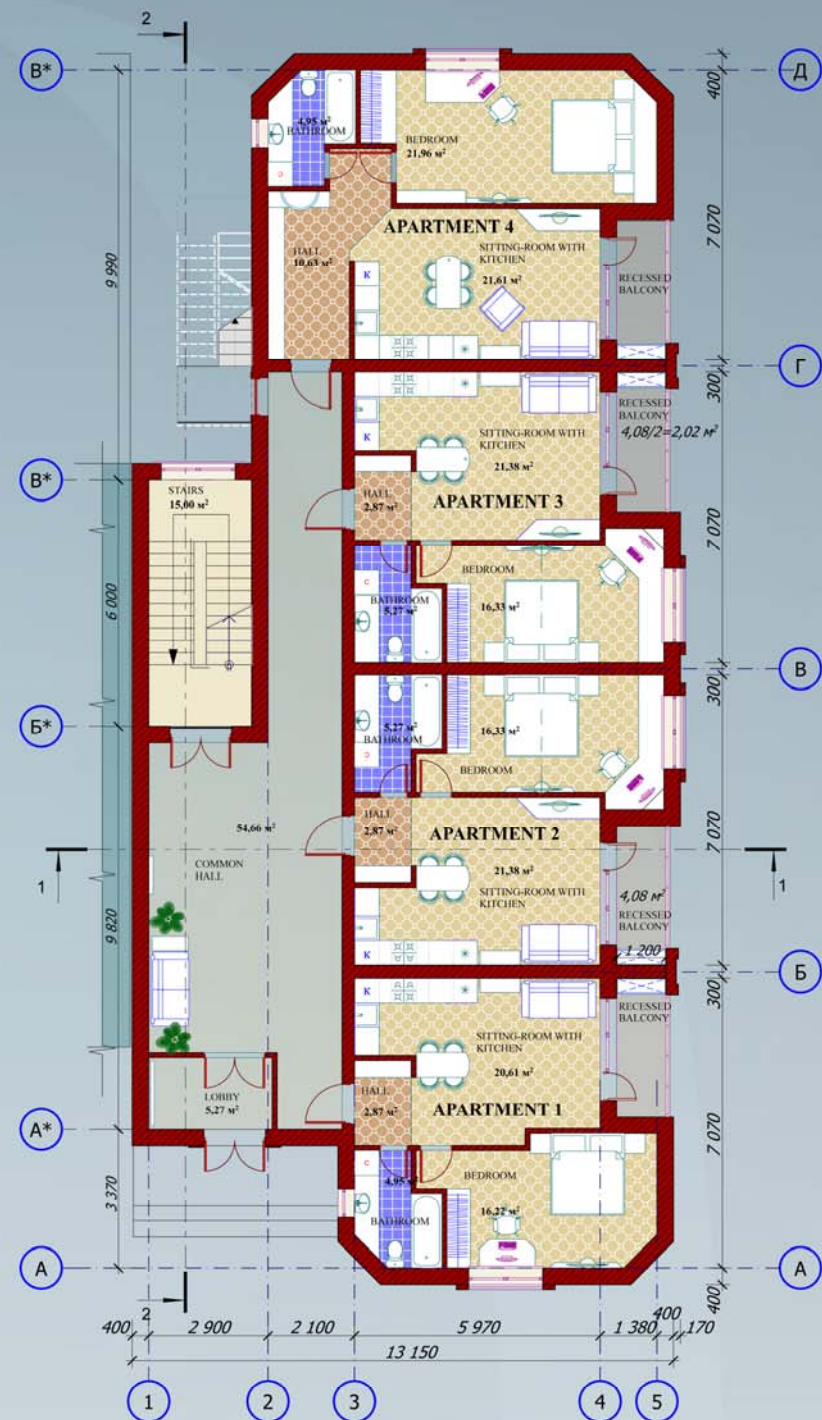 2
В*
Д
400
4,95 м²
BATHROOM
BEDROOM
21,96 м²
7 070
APARTMENT 4
HALL
10,63 м²
SITTING-ROOM WITH
KITCHEN
21,61 м²
RECESSED
BALCONY
9 990
K
Г
300
RECESSED
BALCONY
4,08/2=2,02 м²
SITTING-ROOM WITH
KITCHEN
21,38 м²
K
В*
STAIRS
15,00 м²
HALL
2,87 м²
APARTMENT 3
7 070
BEDROOM
16,33 м²
C
BATHROOM
5,27 м²
6 000
В
300
Б*
5,27 м²
BATHROOM
C
16,33 м²
BEDROOM
HALL
2,87 м²
APARTMENT 2
54,66 м²
7 070
1
1
COMMON
HALL
21,38 м²
SITTING-ROOM WITH
KITCHEN
4,08 м²
RECESSED
BALCONY
9 820
K
1 200
Б
300
K
RECESSED
BALCONY
SITTING-ROOM WITH
KITCHEN
20,61 м²
LOBBY
5,27 м²
HALL
2,87 м²
APARTMENT 1
А*
7 070
3 370
C
4,95 м²
BATHROOM
BEDROOM
16,22 м²
А
А
400
2
400
2 900
2 100
5 970
1 380
400
170
13 150
1
2
3
4
5